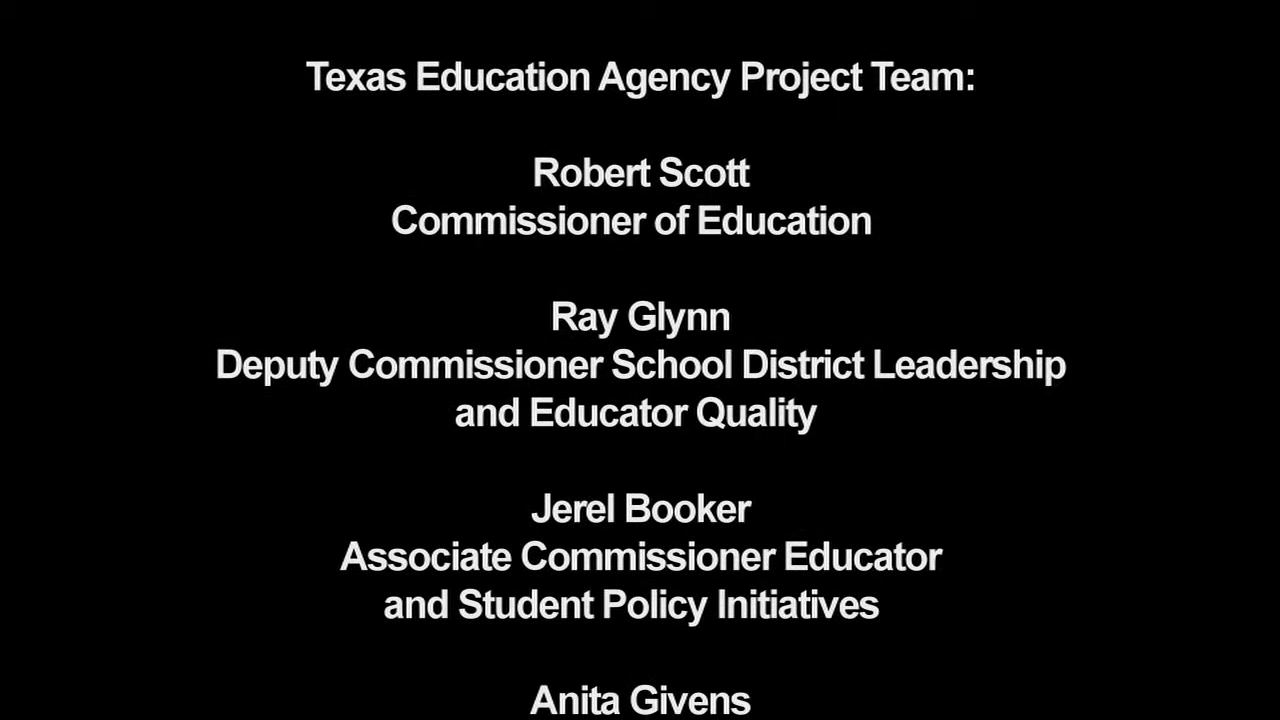 Texas Education Agency Project Team:
Robert Scott
Commissioner of Education
Ray Glynn
Deputy Commissioner School District Leadership
and Educator Quality
Jerel Booker
Associate Commissioner Educator
and Student Policy Initiatives
Anita Givens